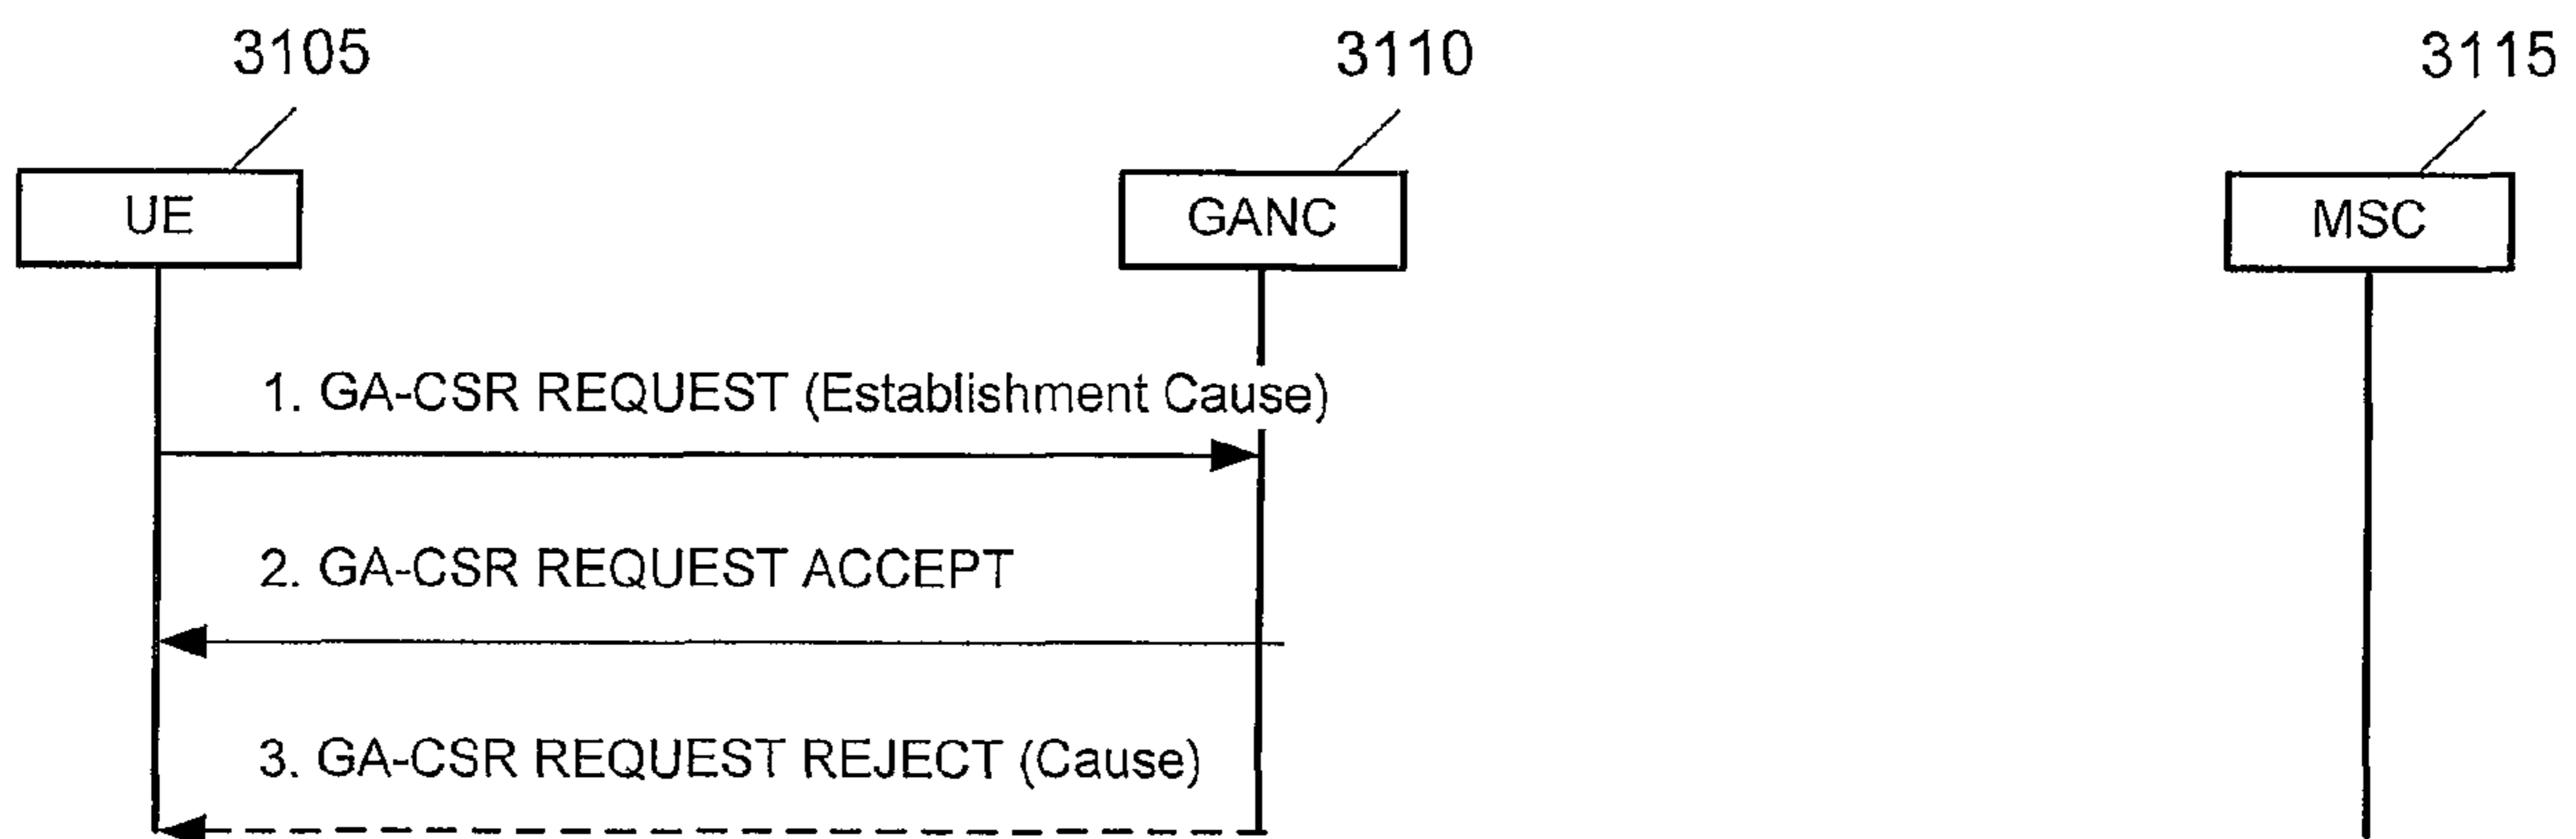 3105
3110
3115
UE
GANC
MSC
1. GA-CSR REQUEST (Establishment Cause)
2. GA-CSR REQUEST ACCEPT
3. GA-CSR REQUEST REJECT (Cause)